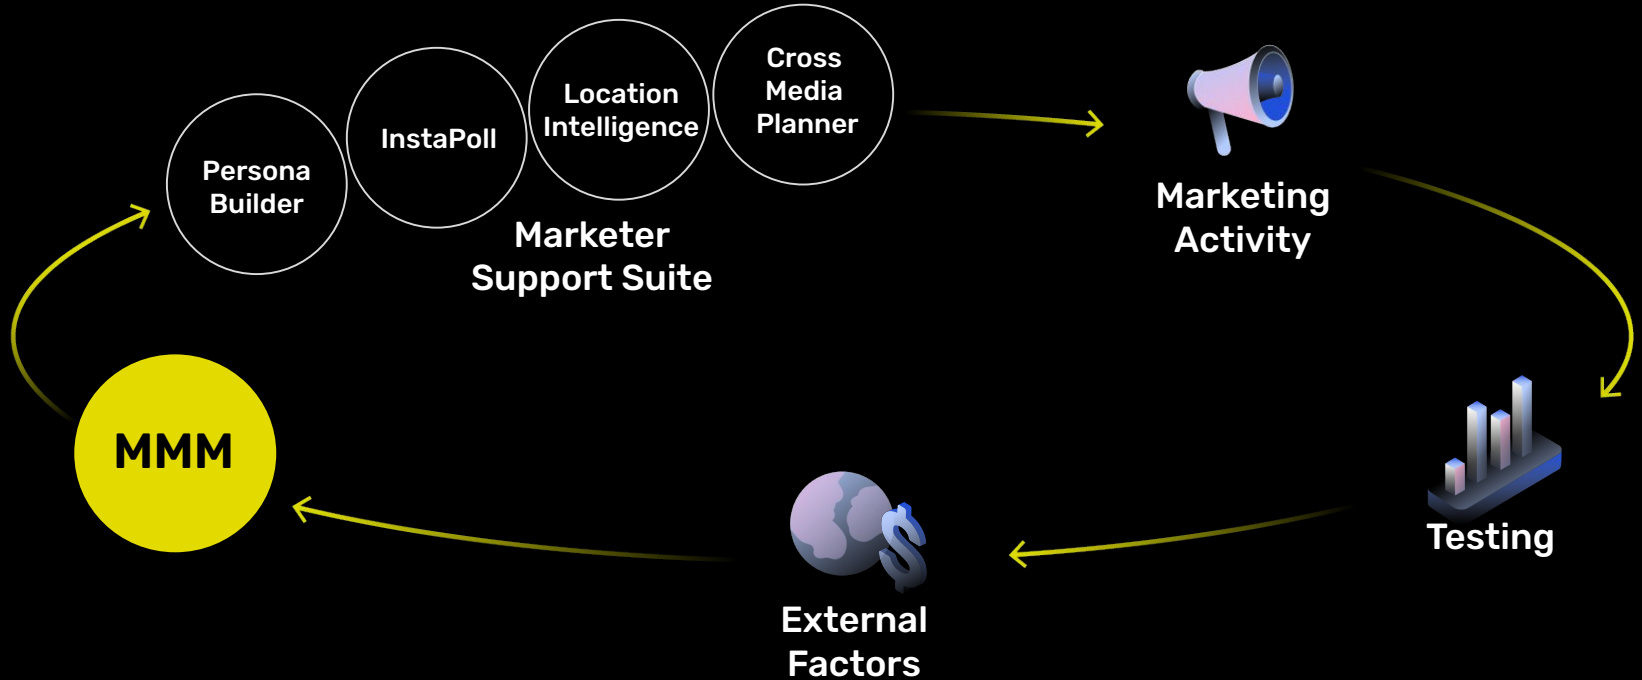 Persona
Builder
InstaPoll
Location
Intelligence
Cross
Media
Planner
Marketer
Support Suite
Marketing
Activity
Testing
External
Factors
MMM